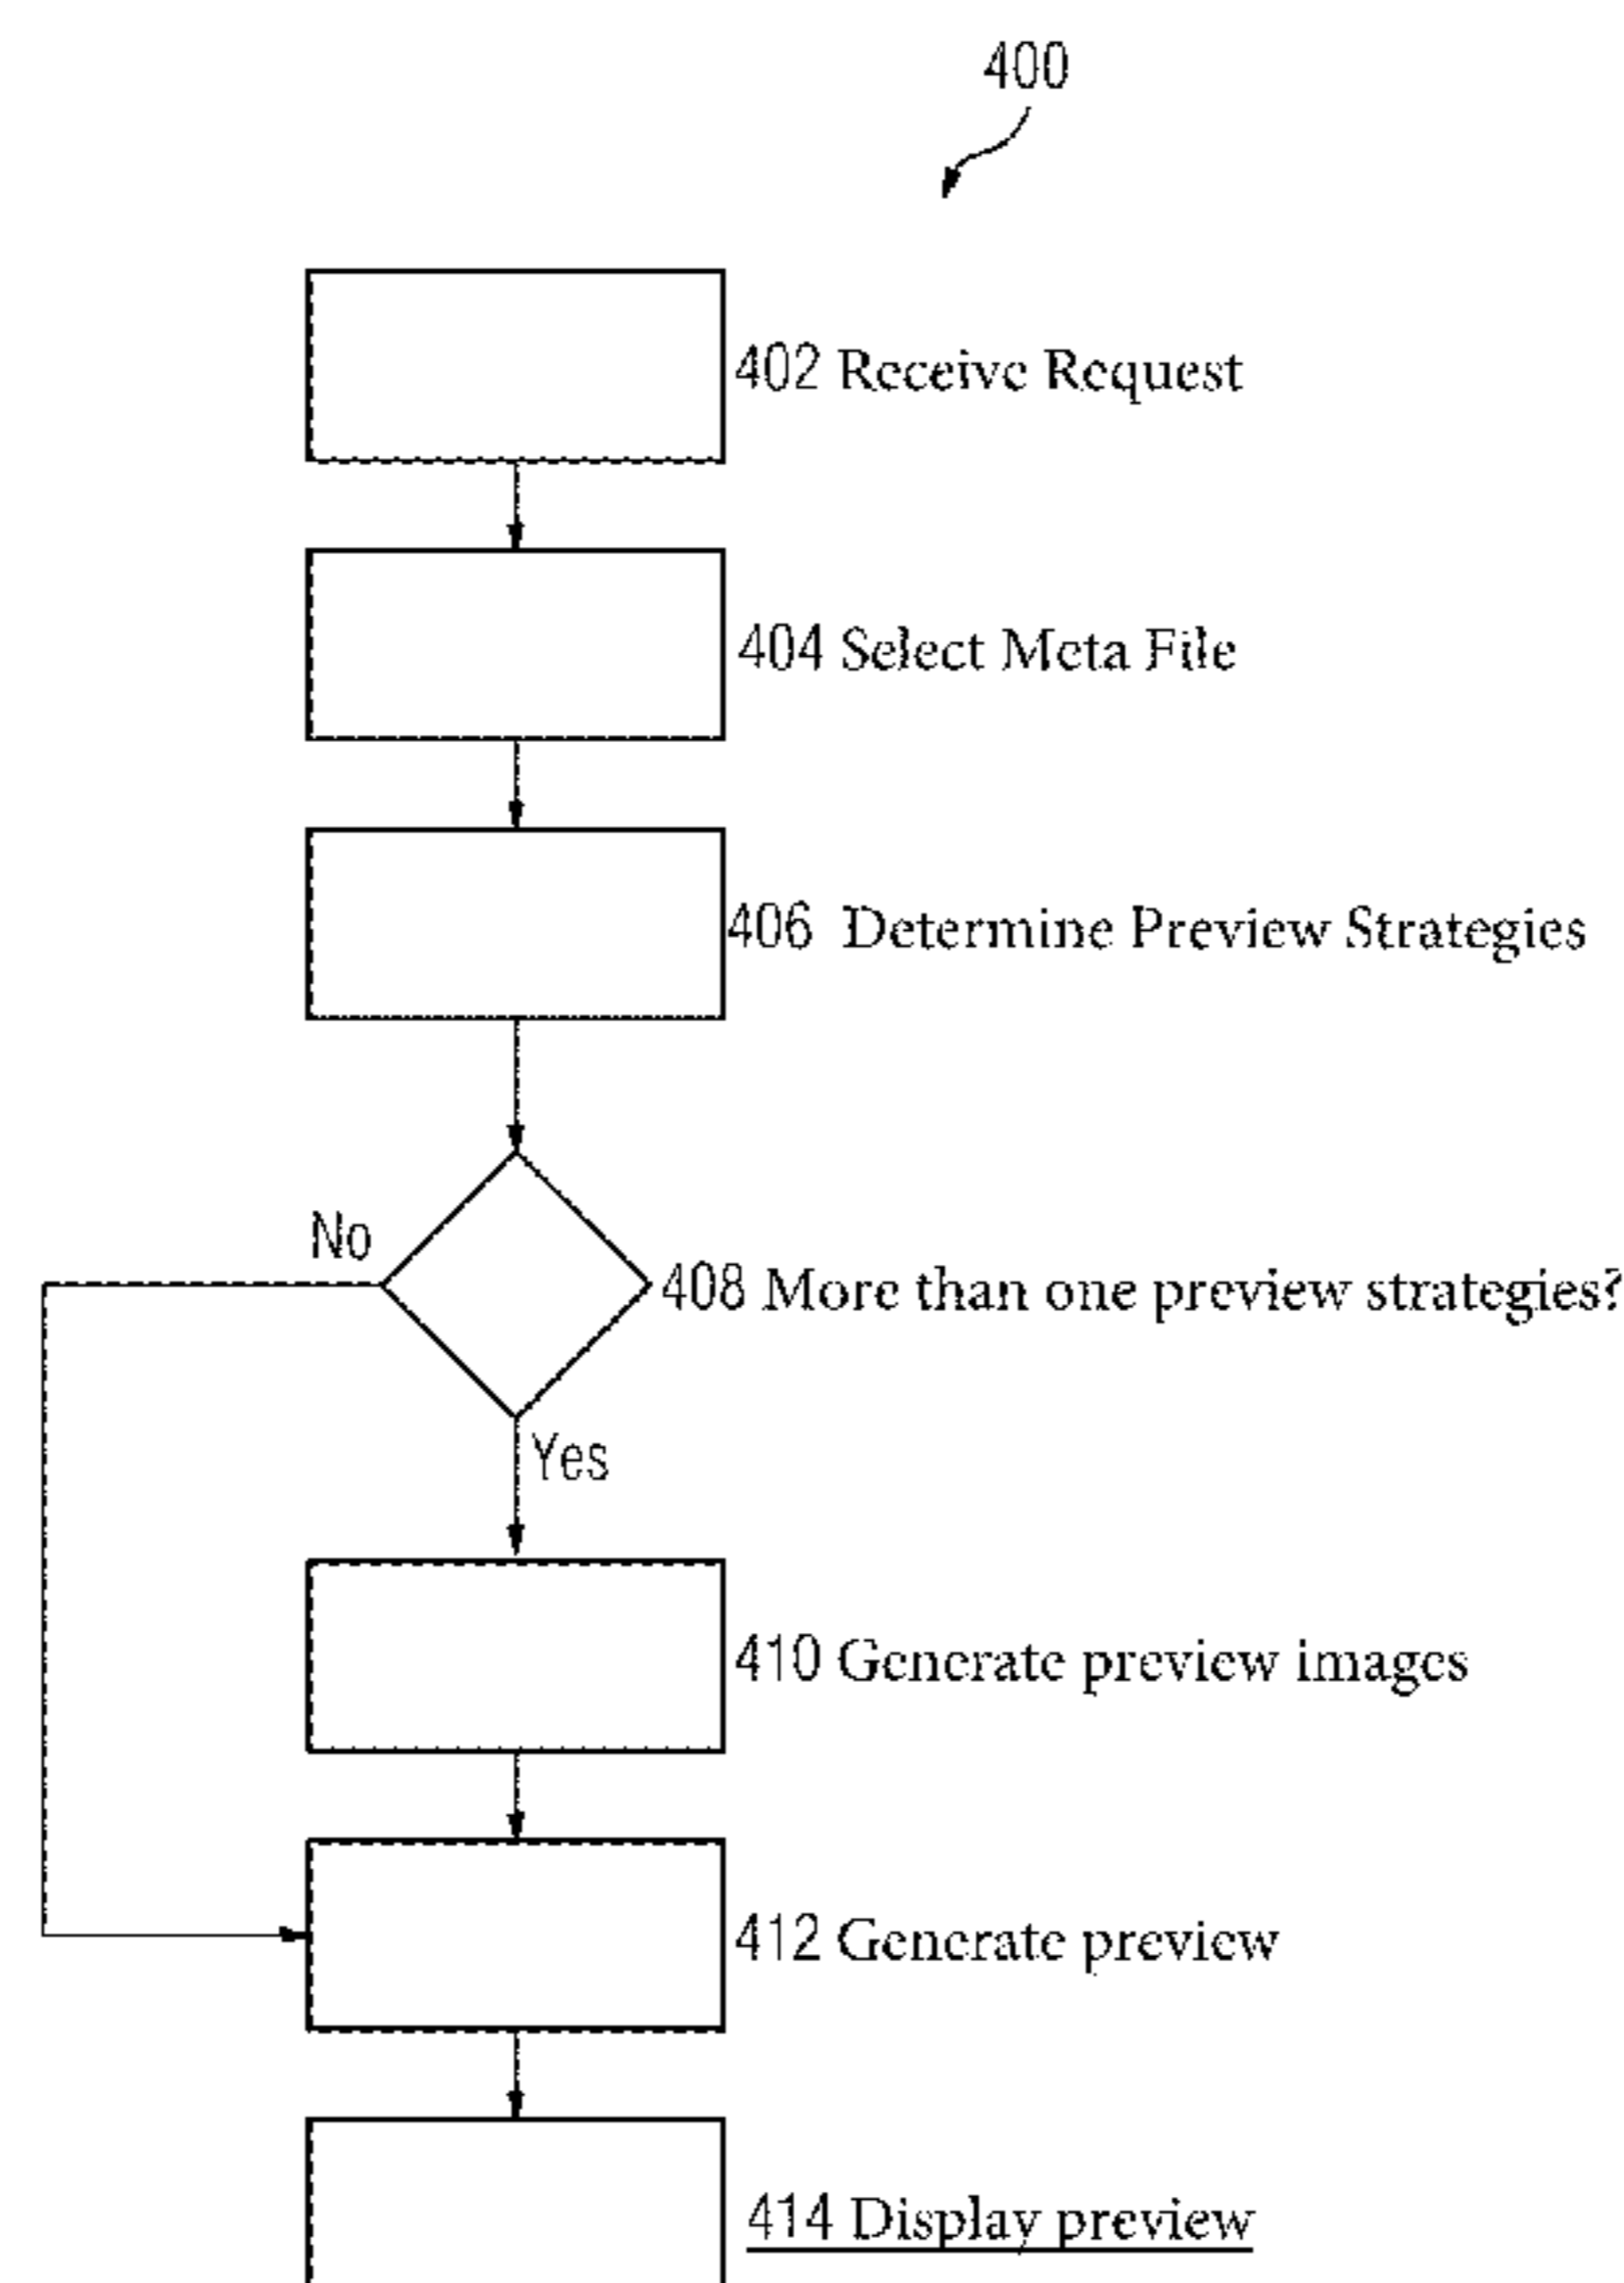 400
402 Receive Request
404 Select Meta File
406 Determine Preview Strategies
No
408 More than one preview strategies?
Yes
410 Generate preview images
412 Generate preview
414 Display preview